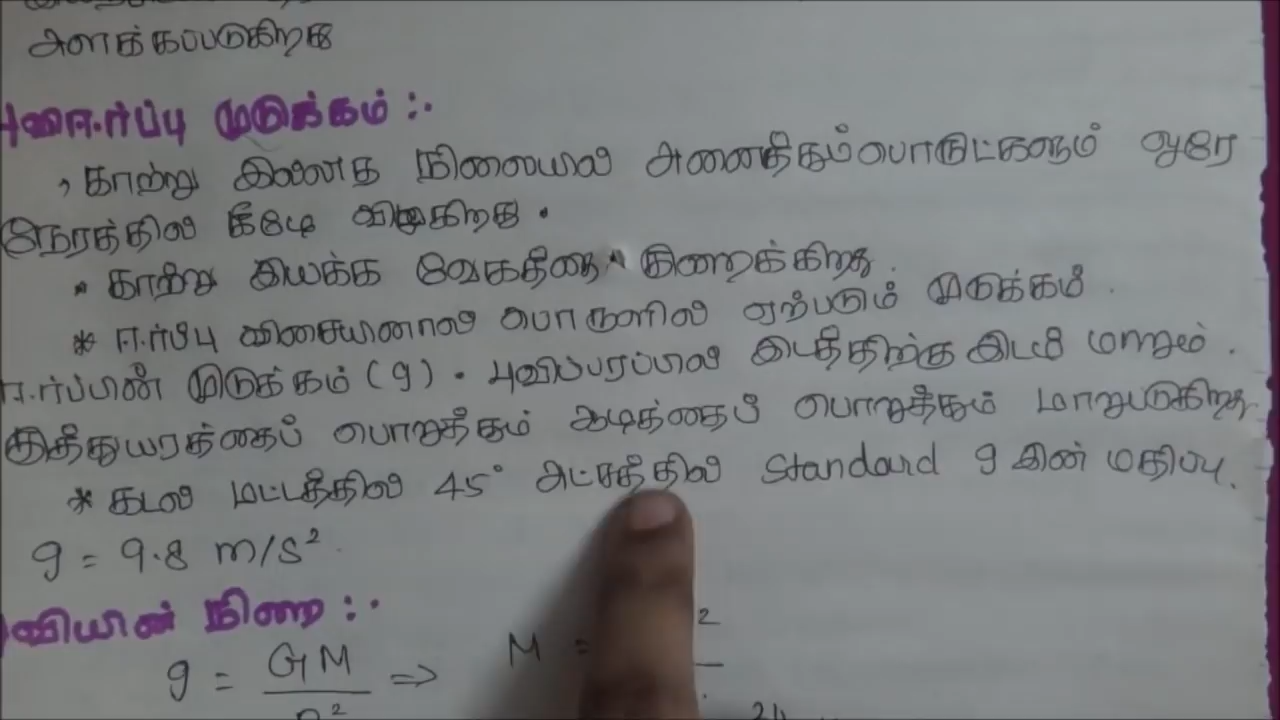 அளக்கப்படுகிறது
புவிஈர்ப்பு முடுக்கம் :.
காற்று இல்லாத நிலையில் அனைத்தும் பொருட்களும் ஒரே
நேரத்தில் கீழே விழுகிறது .
• காற்று இயக்க வேகத்தை குறைக்கிறது .
* ஈர்ப்பு விசையினால் பொருளில் ஏற்படும் முடுக்கம் .
ஈர்ப்பின் முடுக்கம் (g) . புவிப்பரப்பில் இடத்திற்கு இடம் மாறும் .
குத்துயரத்தைப் பொறுத்தும் ஆழத்தைப் பொறுத்தும் மாறுபடுகிறது.
* கடல் மட்டத்தில் 45° அட்சத்தில் Standard g இன் மதிப்பு .
g = 9.8 m/s²
புவியின் நிறை :.
g = GM ⇒ M = 2